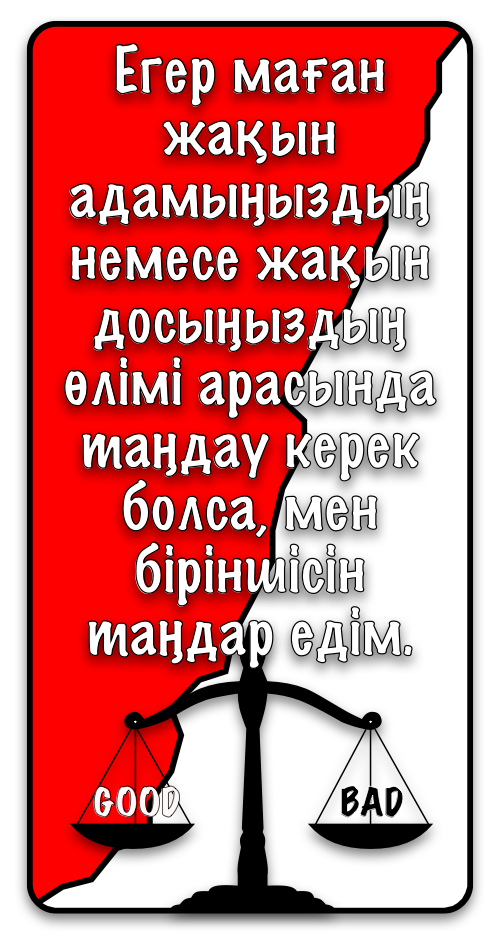 Егер маған
жақын
адамыңыздың
немесе жақын
досыңыздың
өлімі арасында
таңдау керек
болса, мен
біріншісін
таңдар едім.
GOOD
BAD